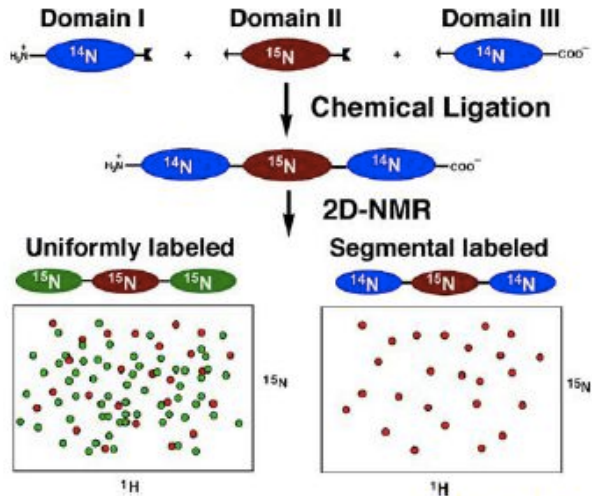 Domain I Domain II Domain III
H₃N⁺ ¹⁴N + ¹⁵N + ¹⁴N COO⁻
Chemical Ligation
H₃N⁺ ¹⁴N ¹⁵N ¹⁴N COO⁻
2D-NMR
Uniformly labeled Segmental labeled
¹⁵N ¹⁵N ¹⁵N ¹⁴N ¹⁵N ¹⁴N
¹⁵N ¹⁵N
¹H ¹H